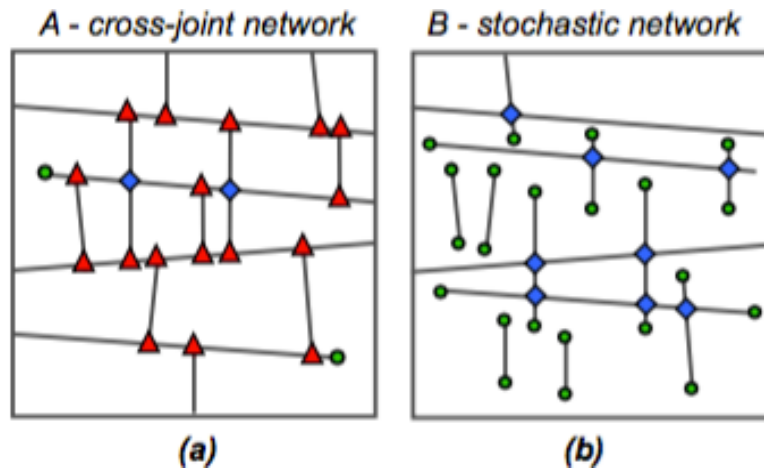 A - cross-joint network
B - stochastic network
(a)
(b)